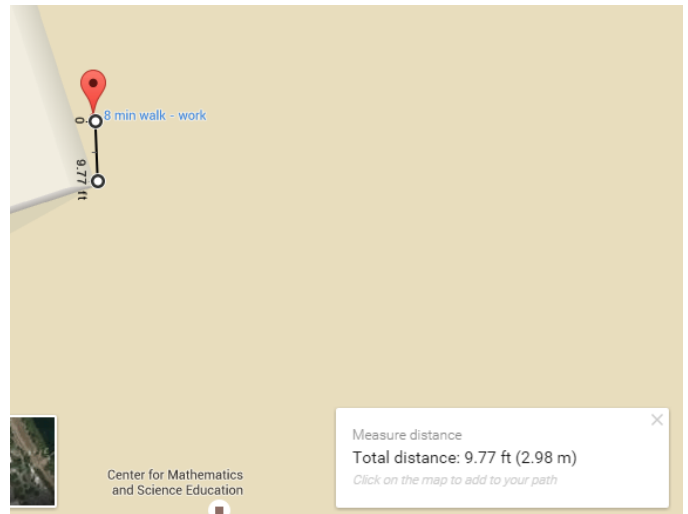 8 min walk - work
0
9.77 ft
Measure distance
Total distance: 9.77 ft (2.98 m)
Click on the map to add to your path
Center for Mathematics
and Science Education